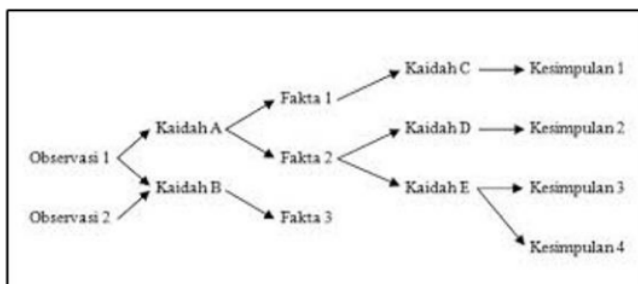 Kaidah C
Kesimpulan 1
Fakta 1
Kaidah A
Kaidah D
Kesimpulan 2
Observasi 1
Fakta 2
Kaidah B
Kaidah E
Kesimpulan 3
Observasi 2
Fakta 3
Kesimpulan 4